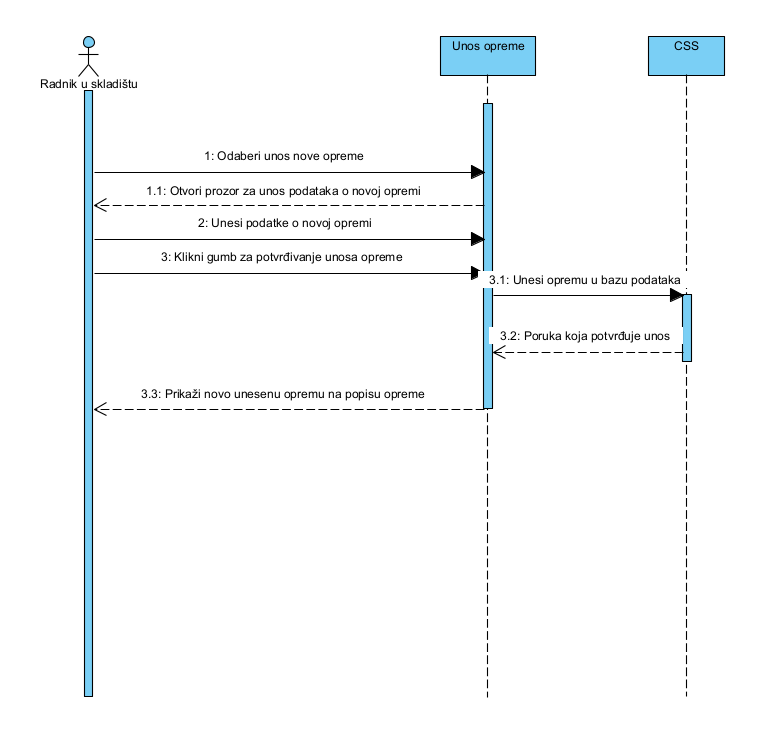 Unos opreme
CSS
Radnik u skladištu
1: Odaberi unos nove opreme
1.1: Otvori prozor za unos podataka o novoj opremi
2: Unesi podatke o novoj opremi
3: Klikni gumb za potvrđivanje unosa opreme
3.1: Unesi opremu u bazu podataka
3.2: Poruka koja potvrđuje unos
3.3: Prikaži novo unesenu opremu na popisu opreme